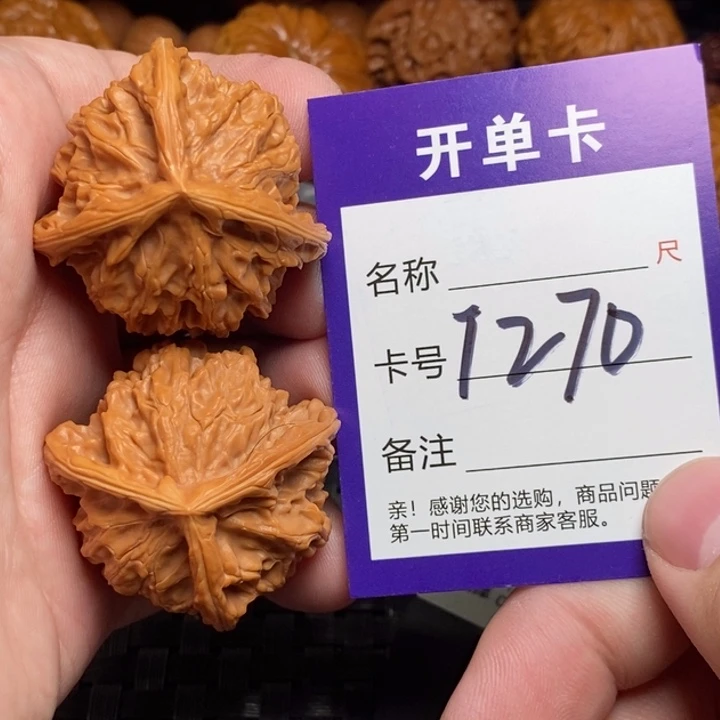 开单卡
名称 尺
卡号 1270
备注
亲！感谢您的选购，商品问题
第一时间联系商家客服。